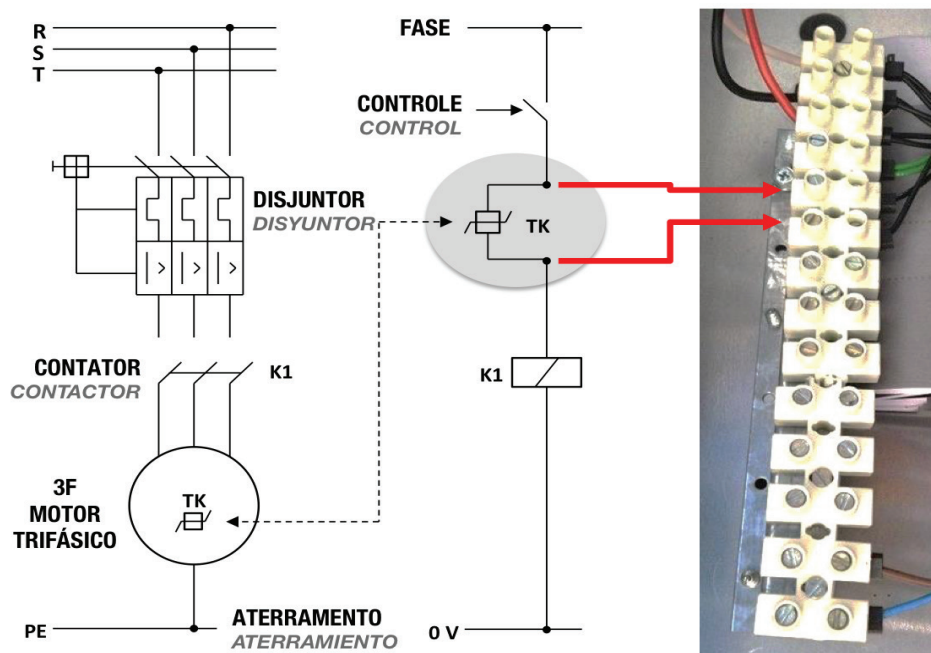 R
S
T
FASE
CONTROLE
CONTROL
DISJUNTOR
DISYUNTOR
TK
CONTATOR
CONTACTOR
K1
K1
3F
MOTOR
TRIFÁSICO
TK
PE
ATERRAMENTO
ATERRAMIENTO
0 V